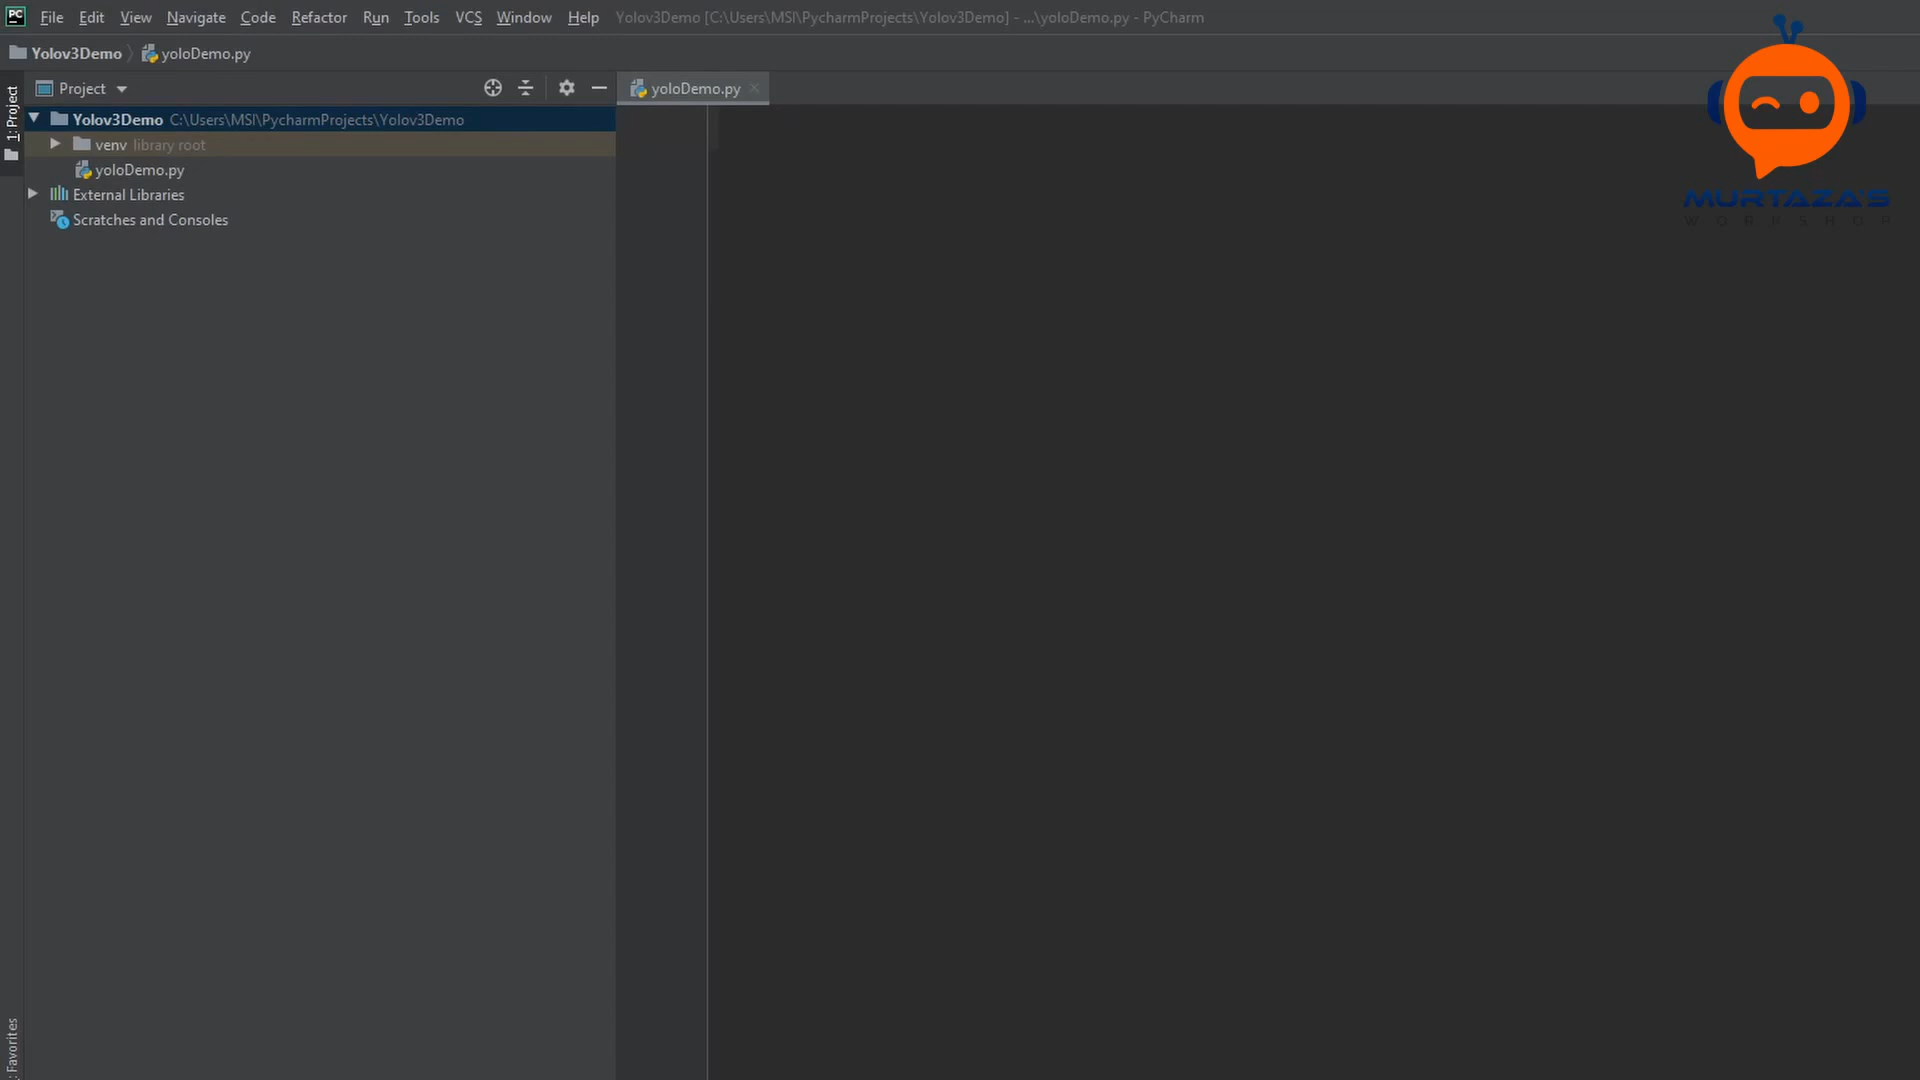 PC File Edit View Navigate Code Refactor Run Tools VCS Window Help Yolov3Demo [C:\Users\MSI\PycharmProjects\Yolov3Demo] - ...\yoloDemo.py - PyCharm
Yolov3Demo yoloDemo.py
1: Project
Project
yoloDemo.py
Yolov3Demo C:\Users\MSI\PycharmProjects\Yolov3Demo
venv library root
yoloDemo.py
External Libraries
Scratches and Consoles
MURTAZA'S
WORKSHOP
: Favorites